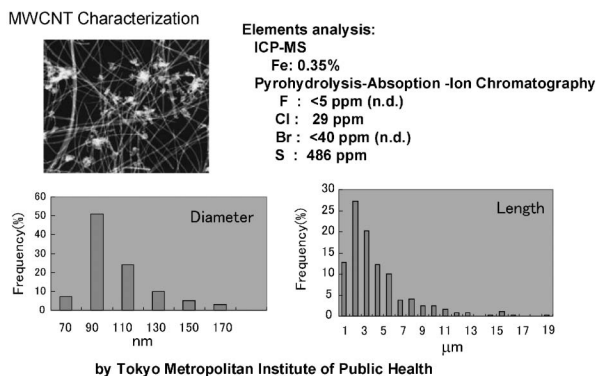 MWCNT Characterization
Elements analysis:
ICP-MS
Fe: 0.35%
Pyrohydrolysis-Absoption -Ion Chromatography
F : <5 ppm (n.d.)
Cl : 29 ppm
Br : <40 ppm (n.d.)
S : 486 ppm
Diameter
Frequency(%)
60
50
40
30
20
10
0
70 90 110 130 150 170
nm
Length
Frequency(%)
30
25
20
15
10
5
0
1 3 5 7 9 11 13 15 17 19
μm
by Tokyo Metropolitan Institute of Public Health